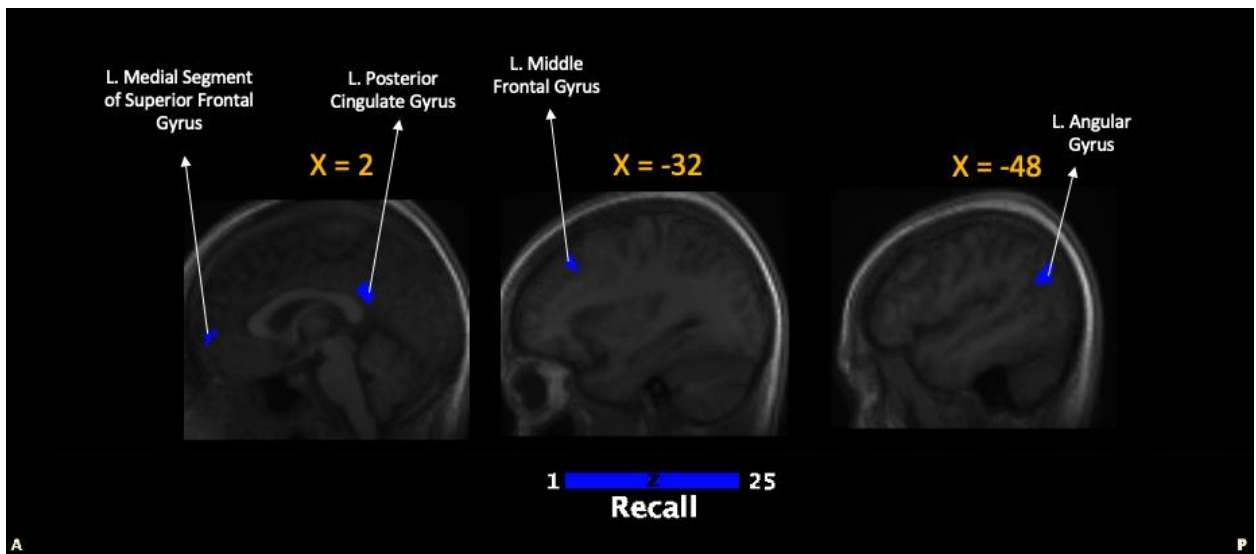 L. Medial Segment
of Superior Frontal
Gyrus
L. Posterior
Cingulate Gyrus
L. Middle
Frontal Gyrus
L. Angular
Gyrus
X = 2
X = -32
X = -48
1 Z 25
Recall
A
P